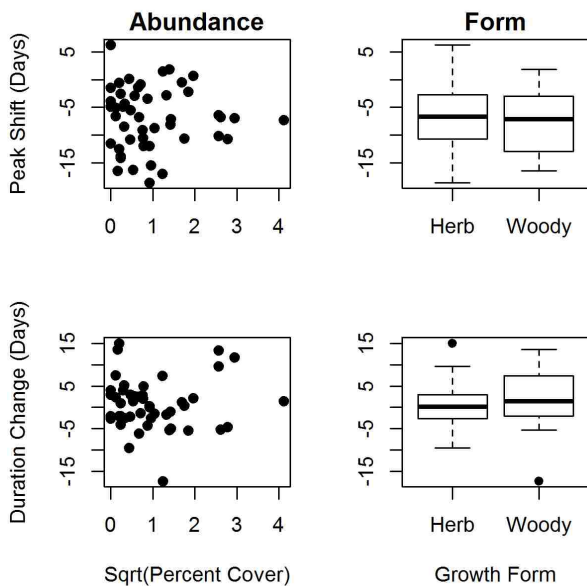 Abundance Form
Peak Shift (Days)
5
-5
-15
0 1 2 3 4
Herb Woody
Duration Change (Days)
15
5
-5
-15
0 1 2 3 4
Sqrt(Percent Cover)
15
5
-5
-15
Herb Woody
Growth Form
5
-5
-15